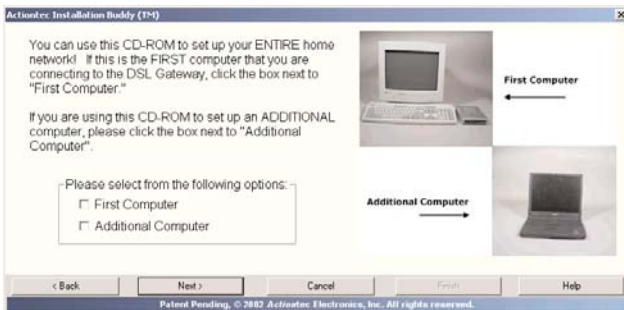 Actiontec Installation Buddy (TM)
You can use this CD-ROM to set up your ENTIRE home
network! If this is the FIRST computer that you are
connecting to the DSL Gateway, click the box next to
"First Computer."
If you are using this CD-ROM to set up an ADDITIONAL
computer, please click the box next to "Additional
Computer".
Please select from the following options:
First Computer
Additional Computer
First Computer
Additional Computer
< Back
Next >
Cancel
Finish
Help
Patent Pending, © 2002 Actiontec Electronics, Inc. All rights reserved.